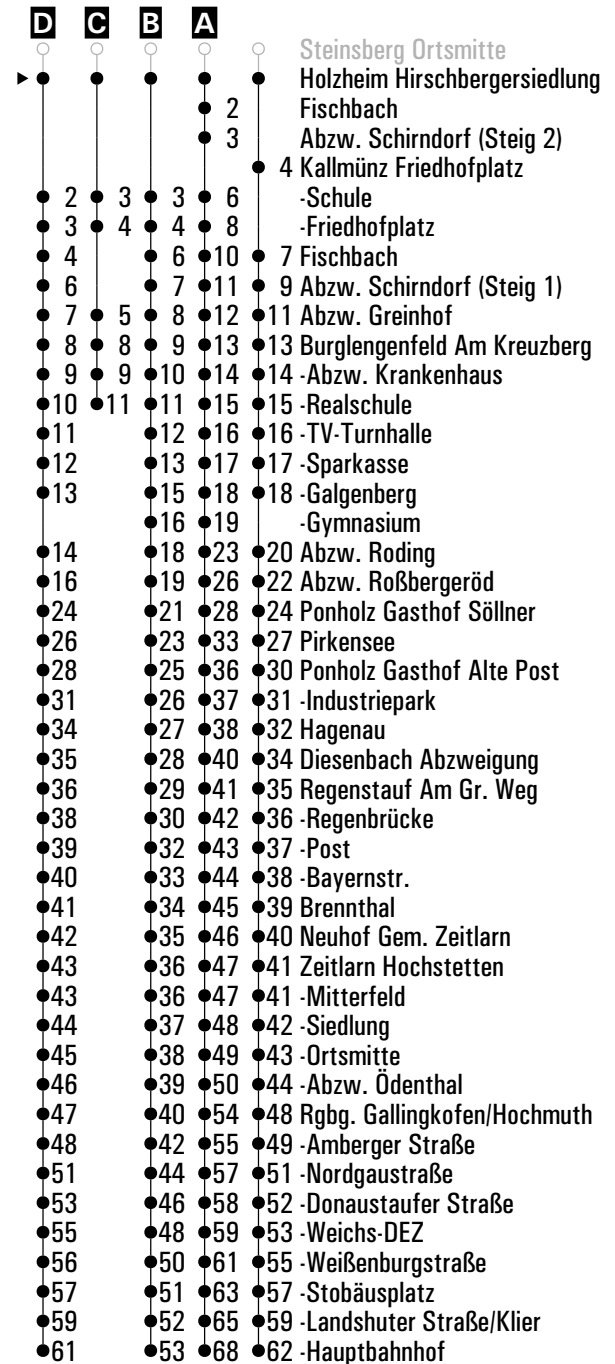 D C B A
Steinsberg Ortsmitte
Holzheim Hirschbergersiedlung
2 Fischbach
3 Abzw. Schirndorf (Steig 2)
4 Kallmünz Friedhofplatz
2 3 3 6 -Schule
3 4 4 8 -Friedhofplatz
4 6 10 7 Fischbach
6 7 11 9 Abzw. Schirndorf (Steig 1)
7 5 8 12 11 Abzw. Greinhof
8 8 9 13 13 Burglengenfeld Am Kreuzberg
9 9 10 14 14 -Abzw. Krankenhaus
10 11 11 15 15 -Realschule
11 12 16 16 -TV-Turnhalle
12 13 17 17 -Sparkasse
13 15 18 18 -Galgenberg
16 19 -Gymnasium
14 18 23 20 Abzw. Roding
16 19 26 22 Abzw. Roßbergeröd
24 21 28 24 Ponholz Gasthof Söllner
26 23 33 27 Pirkensee
28 25 36 30 Ponholz Gasthof Alte Post
31 26 37 31 -Industriepark
34 27 38 32 Hagenau
35 28 40 34 Diesenbach Abzweigung
36 29 41 35 Regenstauf Am Gr. Weg
38 30 42 36 -Regenbrücke
39 32 43 37 -Post
40 33 44 38 -Bayernstr.
41 34 45 39 Brennthal
42 35 46 40 Neuhof Gem. Zeitlarn
43 36 47 41 Zeitlarn Hochstetten
43 36 47 41 -Mitterfeld
44 37 48 42 -Siedlung
45 38 49 43 -Ortsmitte
46 39 50 44 -Abzw. Ödenthal
47 40 54 48 Rgbg. Gallingkofen/Hochmuth
48 42 55 49 -Amberger Straße
51 44 57 51 -Nordgaustraße
53 46 58 52 -Donaustaufer Straße
55 48 59 53 -Weichs-DEZ
56 50 61 55 -Weißenburgstraße
57 51 63 57 -Stobäusplatz
59 52 65 59 -Landshuter Straße/Klier
61 53 68 62 -Hauptbahnhof